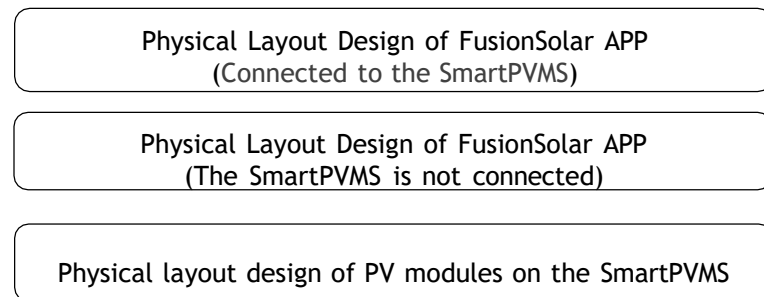 Physical Layout Design of FusionSolar APP
(Connected to the SmartPVMS)
Physical Layout Design of FusionSolar APP
(The SmartPVMS is not connected)
Physical layout design of PV modules on the SmartPVMS